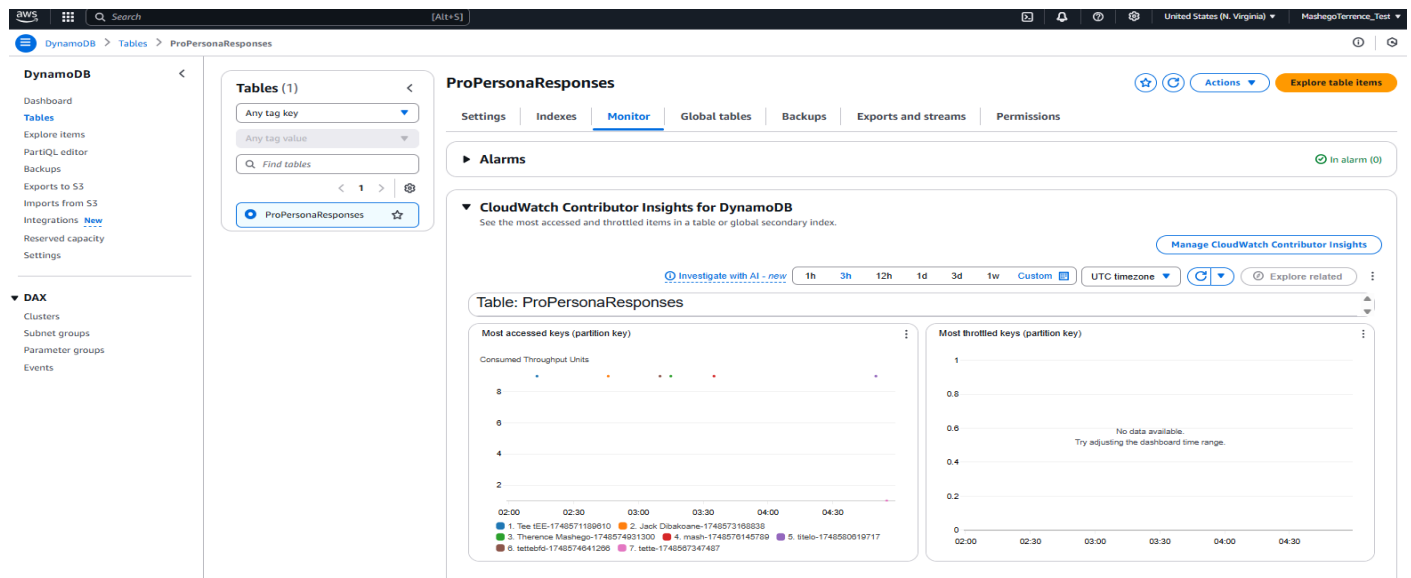 aws
Search
[Alt+S]
United States (N. Virginia)
MashegoTerrence_Test
DynamoDB > Tables > ProPersonaResponses
DynamoDB
Dashboard
Tables
Explore items
PartiQL editor
Backups
Exports to S3
Imports from S3
Integrations New
Reserved capacity
Settings
DAX
Clusters
Subnet groups
Parameter groups
Events
Tables (1)
Any tag key
Any tag value
Find tables
1
ProPersonaResponses
ProPersonaResponses
Actions
Explore table items
Settings Indexes Monitor Global tables Backups Exports and streams Permissions
Alarms
In alarm (0)
CloudWatch Contributor Insights for DynamoDB
See the most accessed and throttled items in a table or global secondary index.
Manage CloudWatch Contributor Insights
Investigate with AI - new
1h 3h 12h 1d 3d 1w Custom
UTC timezone
Explore related
Table: ProPersonaResponses
Most accessed keys (partition key)
Consumed Throughput Units
8
6
4
2
02:00 02:30 03:00 03:30 04:00 04:30
1. Tee tEE-1748571189610 2. Jack Dibakoane-1748573168838
3. Therence Mashego-1748574931300 4. mash-1748576145789 5. titelo-1748580619717
6. tettebfd-1748574641266 7. tette-1748567347487
Most throttled keys (partition key)
1
0.8
0.6
0.4
0.2
0
No data available.
Try adjusting the dashboard time range.
02:00 02:30 03:00 03:30 04:00 04:30